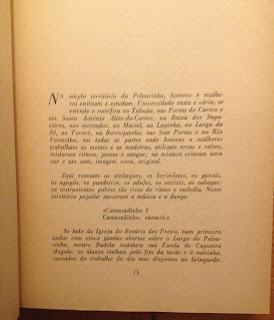 No amplo território do Pelourinho, homens e mulhe-
res ensinam e estudam. Universidade vasta e vária, se
estende e ramifica no Tabuão, nas Portas do Carmo e
em Santo Antônio Além-do-Carmo, na Baixa dos Sapa-
teiros, nos mercados, no Maciel, na Lapinha, no Largo da
Sé, no Tororó, na Barroquinha, nas Sete Portas e no Rio
Vermelho, em todas as partes onde homens e mulheres
trabalham os metais e as madeiras, utilizam ervas e raízes,
misturam ritmos, passos e sangue; na mistura criaram uma
cor e um som, imagem nova, original.
Aqui ressoam os atabaques, os berimbaus, os ganzás,
os agogôs, os pandeiros, os adufes, os caxixis, as cabaças:
os instrumentos pobres tão ricos de ritmo e melodia. Nesse
território popular nasceram a música e a dança:
«Camaradinho ê
Camaradinho, camará»
Ao lado da Igreja do Rosário dos Pretos, num primeiro
andar com cinco janelas abertas sobre o Largo do Pelou-
rinho, mestre Budião instalara sua Escola de Capoeira
Angola: os alunos vinham pelo fim da tarde e à noitinha,
cansados do trabalho do dia mas dispostos ao brinquedo.
15